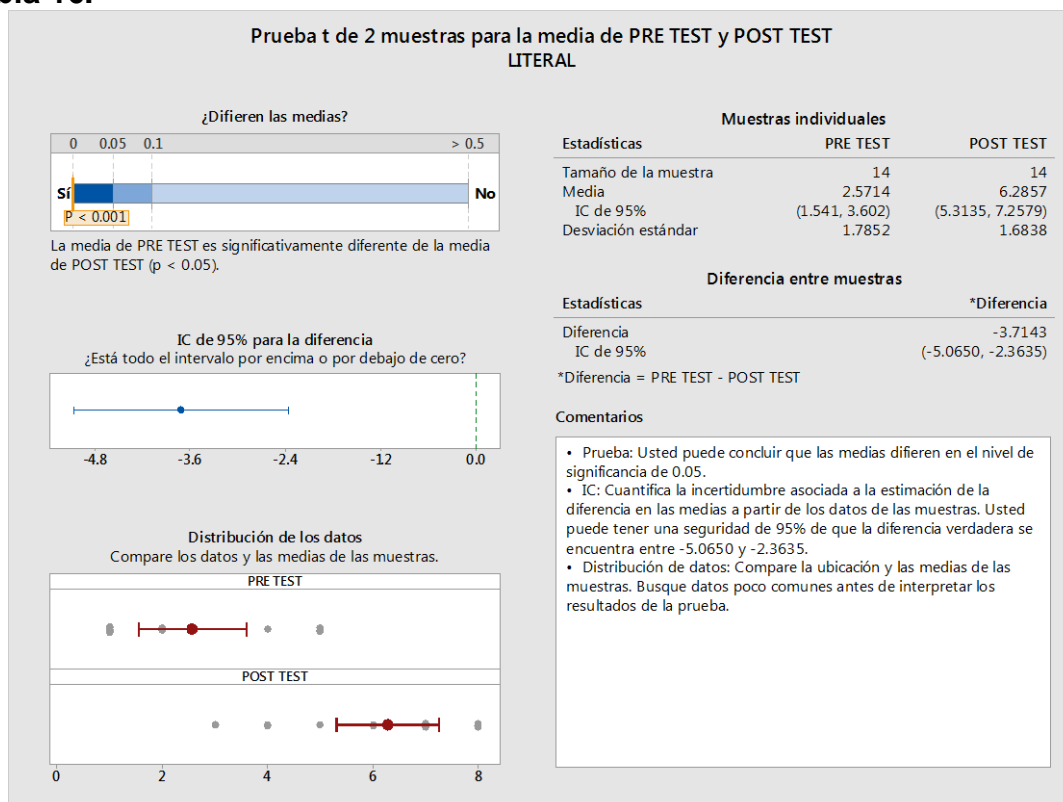 Prueba t de 2 muestras para la media de PRE TEST y POST TEST
LITERAL
¿Difieren las medias?
0 0.05 0.1 > 0.5
Sí No
P < 0.001
La media de PRE TEST es significativamente diferente de la media
de POST TEST (p < 0.05).
IC de 95% para la diferencia
¿Está todo el intervalo por encima o por debajo de cero?
-4.8 -3.6 -2.4 -1.2 0.0
Distribución de los datos
Compare los datos y las medias de las muestras.
PRE TEST
POST TEST
0 2 4 6 8
Muestras individuales
Estadísticas PRE TEST POST TEST
Tamaño de la muestra 14 14
Media 2.5714 6.2857
IC de 95% (1.541, 3.602) (5.3135, 7.2579)
Desviación estándar 1.7852 1.6838
Diferencia entre muestras
Estadísticas *Diferencia
Diferencia -3.7143
IC de 95% (-5.0650, -2.3635)
*Diferencia = PRE TEST - POST TEST
Comentarios
• Prueba: Usted puede concluir que las medias difieren en el nivel de
significancia de 0.05.
• IC: Cuantifica la incertidumbre asociada a la estimación de la
diferencia en las medias a partir de los datos de las muestras. Usted
puede tener una seguridad de 95% de que la diferencia verdadera se
encuentra entre -5.0650 y -2.3635.
• Distribución de datos: Compare la ubicación y las medias de las
muestras. Busque datos poco comunes antes de interpretar los
resultados de la prueba.